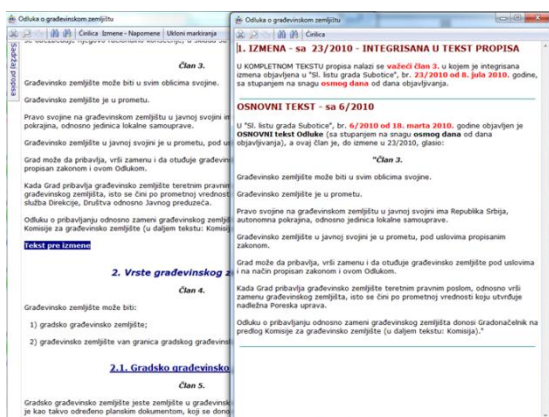 Odluka o građevinskom zemljištu
Ćirilica Izmene - Napomene Ukloni markiranja
Sadržaj propisa
Član 3.
Građevinsko zemljište može biti u svim oblicima svojine.
Građevinsko zemljište je u prometu.
Pravo svojine na građevinskom zemljištu u javnoj svojini im
pokrajina, odnosno jedinica lokalne samouprave.
Građevinsko zemljište u javnoj svojini je u prometu, pod us
Grad može da pribavlja, vrši zamenu i da otuđuje građevin
propisan zakonom i ovom Odlukom.
Kada Grad pribavlja građevinsko zemljište teretnim pravnim
građevinskog zemljišta, isto se čini po prometnoj vrednosti
služba Direkcije, Društva odnosno Javnog preduzeća.
Odluku o pribavljanju odnosno zameni građevinskog zemlji
Komisije za građevinsko zemljište (u daljem tekstu: Komisi
Tekst pre izmene
2. Vrste građevinskog z
Član 4.
Građevinsko zemljište može biti:
1) gradsko građevinsko zemljište;
2) građevinsko zemljište van granica gradskog građevinsk
2.1. Gradsko građevinsko
Član 5.
Gradsko građevinsko zemljište jeste zemljište u građevinsk
je kao takvo određeno planskim dokumentom, koji se dono
Odluka o građevinskom zemljištu
Ćirilica
1. IZMENA - sa 23/2010 - INTEGRISANA U TEKST PROPISA
U KOMPLETNOM TEKSTU propisa nalazi se važeći član 3. u kojem je integrisana
izmena objavljena u "Sl. listu grada Subotice", br. 23/2010 od 8. jula 2010. godine,
sa stupanjem na snagu osmog dana od dana objavljivanja.
OSNOVNI TEKST - sa 6/2010
U "Sl. listu grada Subotice", br. 6/2010 od 18. marta 2010. godine objavljen je
OSNOVNI tekst Odluke (sa stupanjem na snagu osmog dana od dana
objavljivanja), a ovaj član je, do izmene u 23/2010, glasio:
"Član 3.
Građevinsko zemljište može biti u svim oblicima svojine.
Građevinsko zemljište je u prometu.
Pravo svojine na građevinskom zemljištu u javnoj svojini ima Republika Srbija,
autonomna pokrajina, odnosno jedinica lokalne samouprave.
Građevinsko zemljište u javnoj svojini je u prometu, pod uslovima propisanim
zakonom.
Grad može da pribavlja, vrši zamenu i da otuđuje građevinsko zemljište pod uslovima
i na način propisan zakonom i ovom Odlukom.
Kada Grad pribavlja građevinsko zemljište teretnim pravnim poslom, odnosno vrši
zamenu građevinskog zemljišta, isto se čini po prometnoj vrednosti koju utvrđuje
nadležna Poreska uprava.
Odluku o pribavljanju odnosno zameni građevinskog zemljišta donosi Gradonačelnik na
predlog Komisije za građevinsko zemljište (u daljem tekstu: Komisija)."